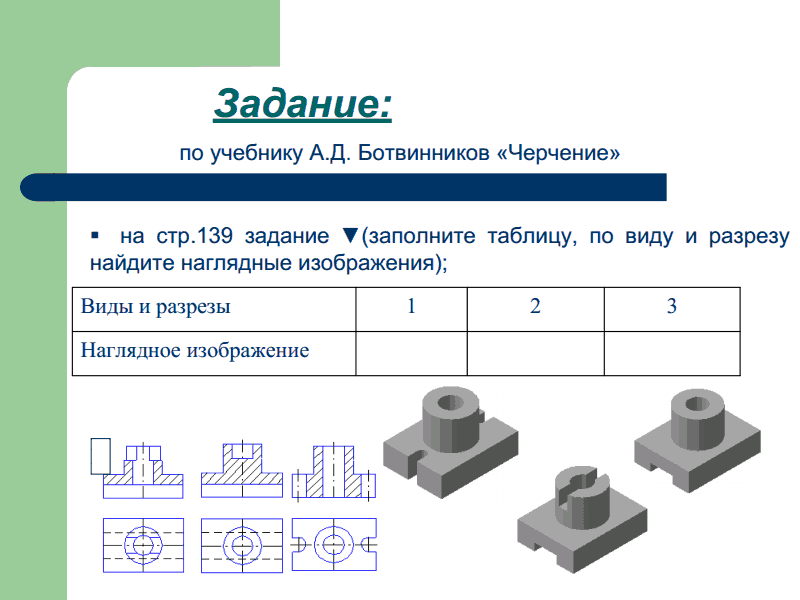 Задание:
по учебнику А.Д. Ботвинников «Черчение»
на стр.139 задание ▼(заполните таблицу, по виду и разрезу
найдите наглядные изображения);
Виды и разрезы 1 2 3
Наглядное изображение